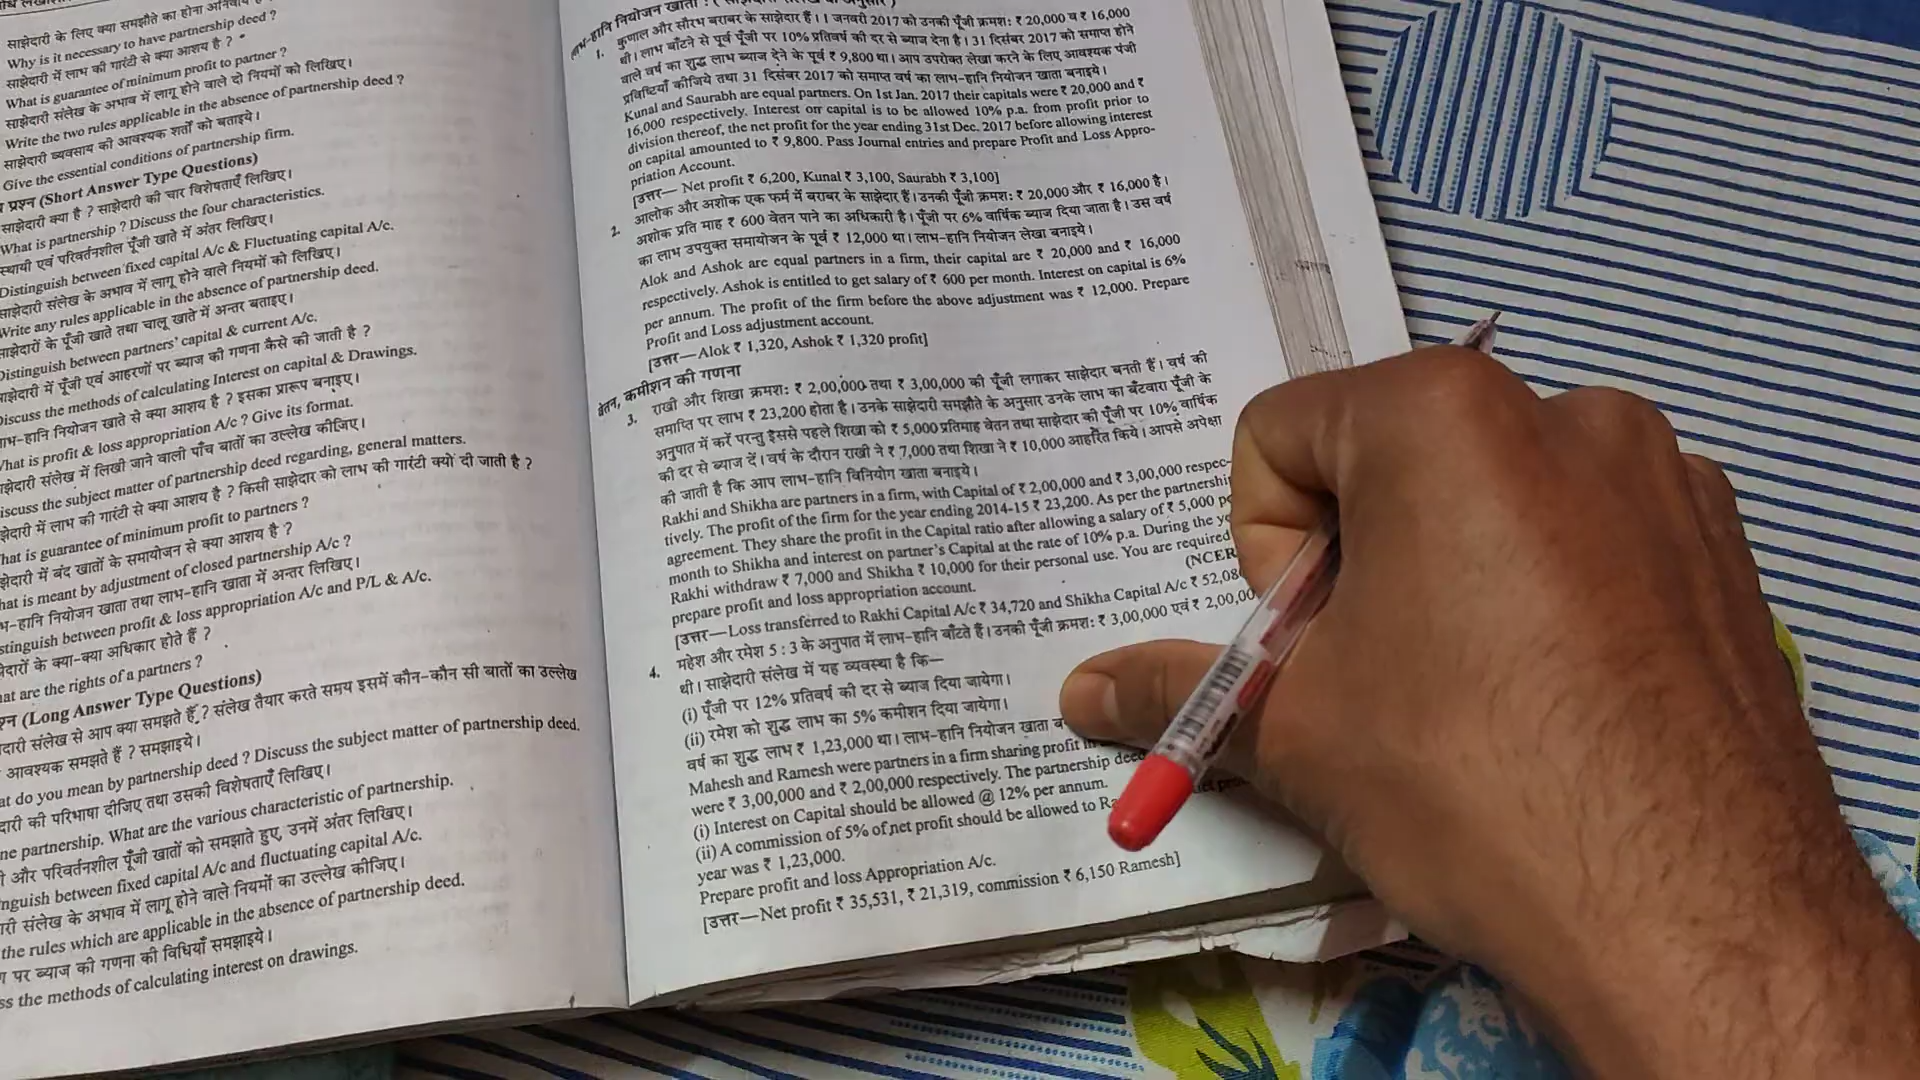 साझेदारी के लिए क्या समझौते का होना अनिवार्य
Why is it necessary to have partnership deed ?
साझेदारी में लाभ की गारंटी से क्या आशय है ?
What is guarantee of minimum profit to partner ?
साझेदारी संलेख के अभाव में लागू होने वाले दो नियमों को लिखिए।
Write the two rules applicable in the absence of partnership deed ?
साझेदारी व्यवसाय की आवश्यक शर्तों को बताइये।
Give the essential conditions of partnership firm.
प्रश्न (Short Answer Type Questions)
साझेदारी क्या है ? साझेदारी की चार विशेषताएँ लिखिए।
What is partnership ? Discuss the four characteristics.
स्थायी एवं परिवर्तनशील पूँजी खाते में अंतर लिखिए।
Distinguish between fixed capital A/c & Fluctuating capital A/c.
साझेदारी संलेख के अभाव में लागू होने वाले नियमों को लिखिए।
Write any rules applicable in the absence of partnership deed.
साझेदारों के पूँजी खाते तथा चालू खाते में अन्तर बताइए।
Distinguish between partners' capital & current A/c.
साझेदारी में पूँजी एवं आहरणों पर ब्याज की गणना कैसे की जाती है ?
Discuss the methods of calculating Interest on capital & Drawings.
लाभ-हानि नियोजन खाते से क्या आशय है ? इसका प्रारूप बनाइए।
What is profit & loss appropriation A/c ? Give its format.
साझेदारी संलेख में लिखी जाने वाली पाँच बातों का उल्लेख कीजिए।
iscuss the subject matter of partnership deed regarding, general matters.
झेदारी में लाभ की गारंटी से क्या आशय है ? किसी साझेदार को लाभ की गारंटी क्यों दी जाती है ?
hat is guarantee of minimum profit to partners ?
झेदारी में बंद खातों के समायोजन से क्या आशय है ?
hat is meant by adjustment of closed partnership A/c ?
भ-हानि नियोजन खाता तथा लाभ-हानि खाता में अन्तर लिखिए।
stinguish between profit & loss appropriation A/c and P/L & A/c.
झेदारों के क्या-क्या अधिकार होते हैं ?
at are the rights of a partners ?
श्न (Long Answer Type Questions)
दारी संलेख से आप क्या समझते हैं ? संलेख तैयार करते समय इसमें कौन-कौन सी बातों का उल्लेख
आवश्यक समझते हैं ? समझाइये।
at do you mean by partnership deed ? Discuss the subject matter of partnership deed.
दारी की परिभाषा दीजिए तथा उसकी विशेषताएँ लिखिए।
ne partnership. What are the various characteristic of partnership.
और परिवर्तनशील पूँजी खातों को समझाते हुए, उनमें अंतर लिखिए।
nguish between fixed capital A/c and fluctuating capital A/c.
री संलेख के अभाव में लागू होने वाले नियमों का उल्लेख कीजिए।
the rules which are applicable in the absence of partnership deed.
पर ब्याज की गणना की विधियाँ समझाइये।
ss the methods of calculating interest on drawings.
लाभ-हानि नियोजन खाता
1. कुणाल और सौरभ बराबर के साझेदार हैं। 1 जनवरी 2017 को उनकी पूँजी क्रमश: ₹ 20,000 व ₹ 16,000
थी। लाभ बाँटने से पूर्व पूँजी पर 10% प्रतिवर्ष की दर से ब्याज देना है। 31 दिसंबर 2017 को समाप्त होने
वाले वर्ष का शुद्ध लाभ ब्याज देने के पूर्व ₹ 9,800 था। आप उपरोक्त लेखा करने के लिए आवश्यक पंजी
प्रविष्टियाँ कीजिये तथा 31 दिसंबर 2017 को समाप्त वर्ष का लाभ-हानि नियोजन खाता बनाइये।
Kunal and Saurabh are equal partners. On 1st Jan. 2017 their capitals were ₹ 20,000 and ₹
16,000 respectively. Interest orr capital is to be allowed 10% p.a. from profit prior to
division thereof, the net profit for the year ending 31st Dec. 2017 before allowing interest
on capital amounted to ₹ 9,800. Pass Journal entries and prepare Profit and Loss Appro-
priation Account.
[उत्तर— Net profit ₹ 6,200, Kunal ₹ 3,100, Saurabh ₹ 3,100]
2. आलोक और अशोक एक फर्म में बराबर के साझेदार हैं। उनकी पूँजी क्रमश: ₹ 20,000 और ₹ 16,000 है।
अशोक प्रति माह ₹ 600 वेतन पाने का अधिकारी है। पूँजी पर 6% वार्षिक ब्याज दिया जाता है। उस वर्ष
का लाभ उपयुक्त समायोजन के पूर्व ₹ 12,000 था। लाभ-हानि नियोजन लेखा बनाइये।
Alok and Ashok are equal partners in a firm, their capital are ₹ 20,000 and ₹ 16,000
respectively. Ashok is entitled to get salary of ₹ 600 per month. Interest on capital is 6%
per annum. The profit of the firm before the above adjustment was ₹ 12,000. Prepare
Profit and Loss adjustment account.
[उत्तर—Alok ₹ 1,320, Ashok ₹ 1,320 profit]
वेतन, कमीशन की गणना
3. राखी और शिखा क्रमश: ₹ 2,00,000 तथा ₹ 3,00,000 की पूँजी लगाकर साझेदार बनती हैं। वर्ष की
समाप्ति पर लाभ ₹ 23,200 होता है। उनके साझेदारी समझौते के अनुसार उनके लाभ का बँटवारा पूँजी के
अनुपात में करें परन्तु इससे पहले शिखा को ₹ 5,000 प्रतिमाह वेतन तथा साझेदार की पूँजी पर 10% वार्षिक
की दर से ब्याज दें। वर्ष के दौरान राखी ने ₹ 7,000 तथा शिखा ने ₹ 10,000 आहरित किये। आपसे अपेक्षा
की जाती है कि आप लाभ-हानि विनियोग खाता बनाइये।
Rakhi and Shikha are partners in a firm, with Capital of ₹ 2,00,000 and ₹ 3,00,000 respec-
tively. The profit of the firm for the year ending 2014-15 ₹ 23,200. As per the partnership
agreement. They share the profit in the Capital ratio after allowing a salary of ₹ 5,000 p
month to Shikha and interest on partner's Capital at the rate of 10% p.a. During the ye
Rakhi withdraw ₹ 7,000 and Shikha ₹ 10,000 for their personal use. You are required
prepare profit and loss appropriation account. (NCER
[उत्तर—Loss transferred to Rakhi Capital A/c ₹ 34,720 and Shikha Capital A/c ₹ 52,08
4. महेश और रमेश 5 : 3 के अनुपात में लाभ-हानि बाँटते हैं। उनकी पूँजी क्रमश: ₹ 3,00,000 एवं ₹ 2,00,00
थी। साझेदारी संलेख में यह व्यवस्था है कि—
(i) पूँजी पर 12% प्रतिवर्ष की दर से ब्याज दिया जायेगा।
(ii) रमेश को शुद्ध लाभ का 5% कमीशन दिया जायेगा।
वर्ष का शुद्ध लाभ ₹ 1,23,000 था। लाभ-हानि नियोजन खाता ब
Mahesh and Ramesh were partners in a firm sharing profit in
were ₹ 3,00,000 and ₹ 2,00,000 respectively. The partnership deed
(i) Interest on Capital should be allowed @ 12% per annum.
(ii) A commission of 5% of net profit should be allowed to Ra
year was ₹ 1,23,000.
Prepare profit and loss Appropriation A/c.
[उत्तर—Net profit ₹ 35,531, ₹ 21,319, commission ₹ 6,150 Ramesh]